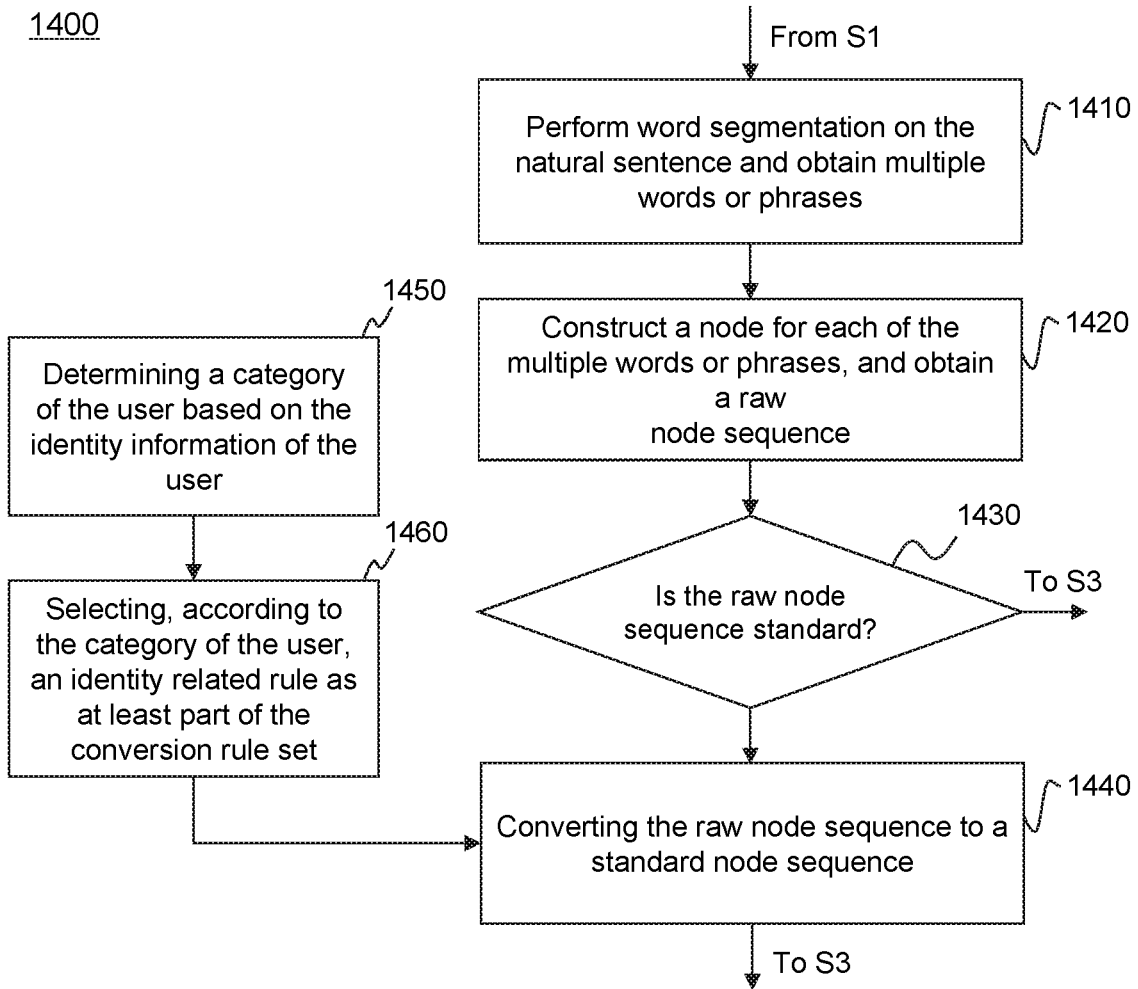 1400
From S1
1410
Perform word segmentation on the
natural sentence and obtain multiple
words or phrases
1450
1420
Construct a node for each of the
multiple words or phrases, and obtain
a raw
node sequence
Determining a category
of the user based on the
identity information of the
user
1430
1460
To S3
Is the raw node
sequence standard?
Selecting, according to
the category of the user,
an identity related rule as
at least part of the
conversion rule set
1440
Converting the raw node sequence to a
standard node sequence
To S3